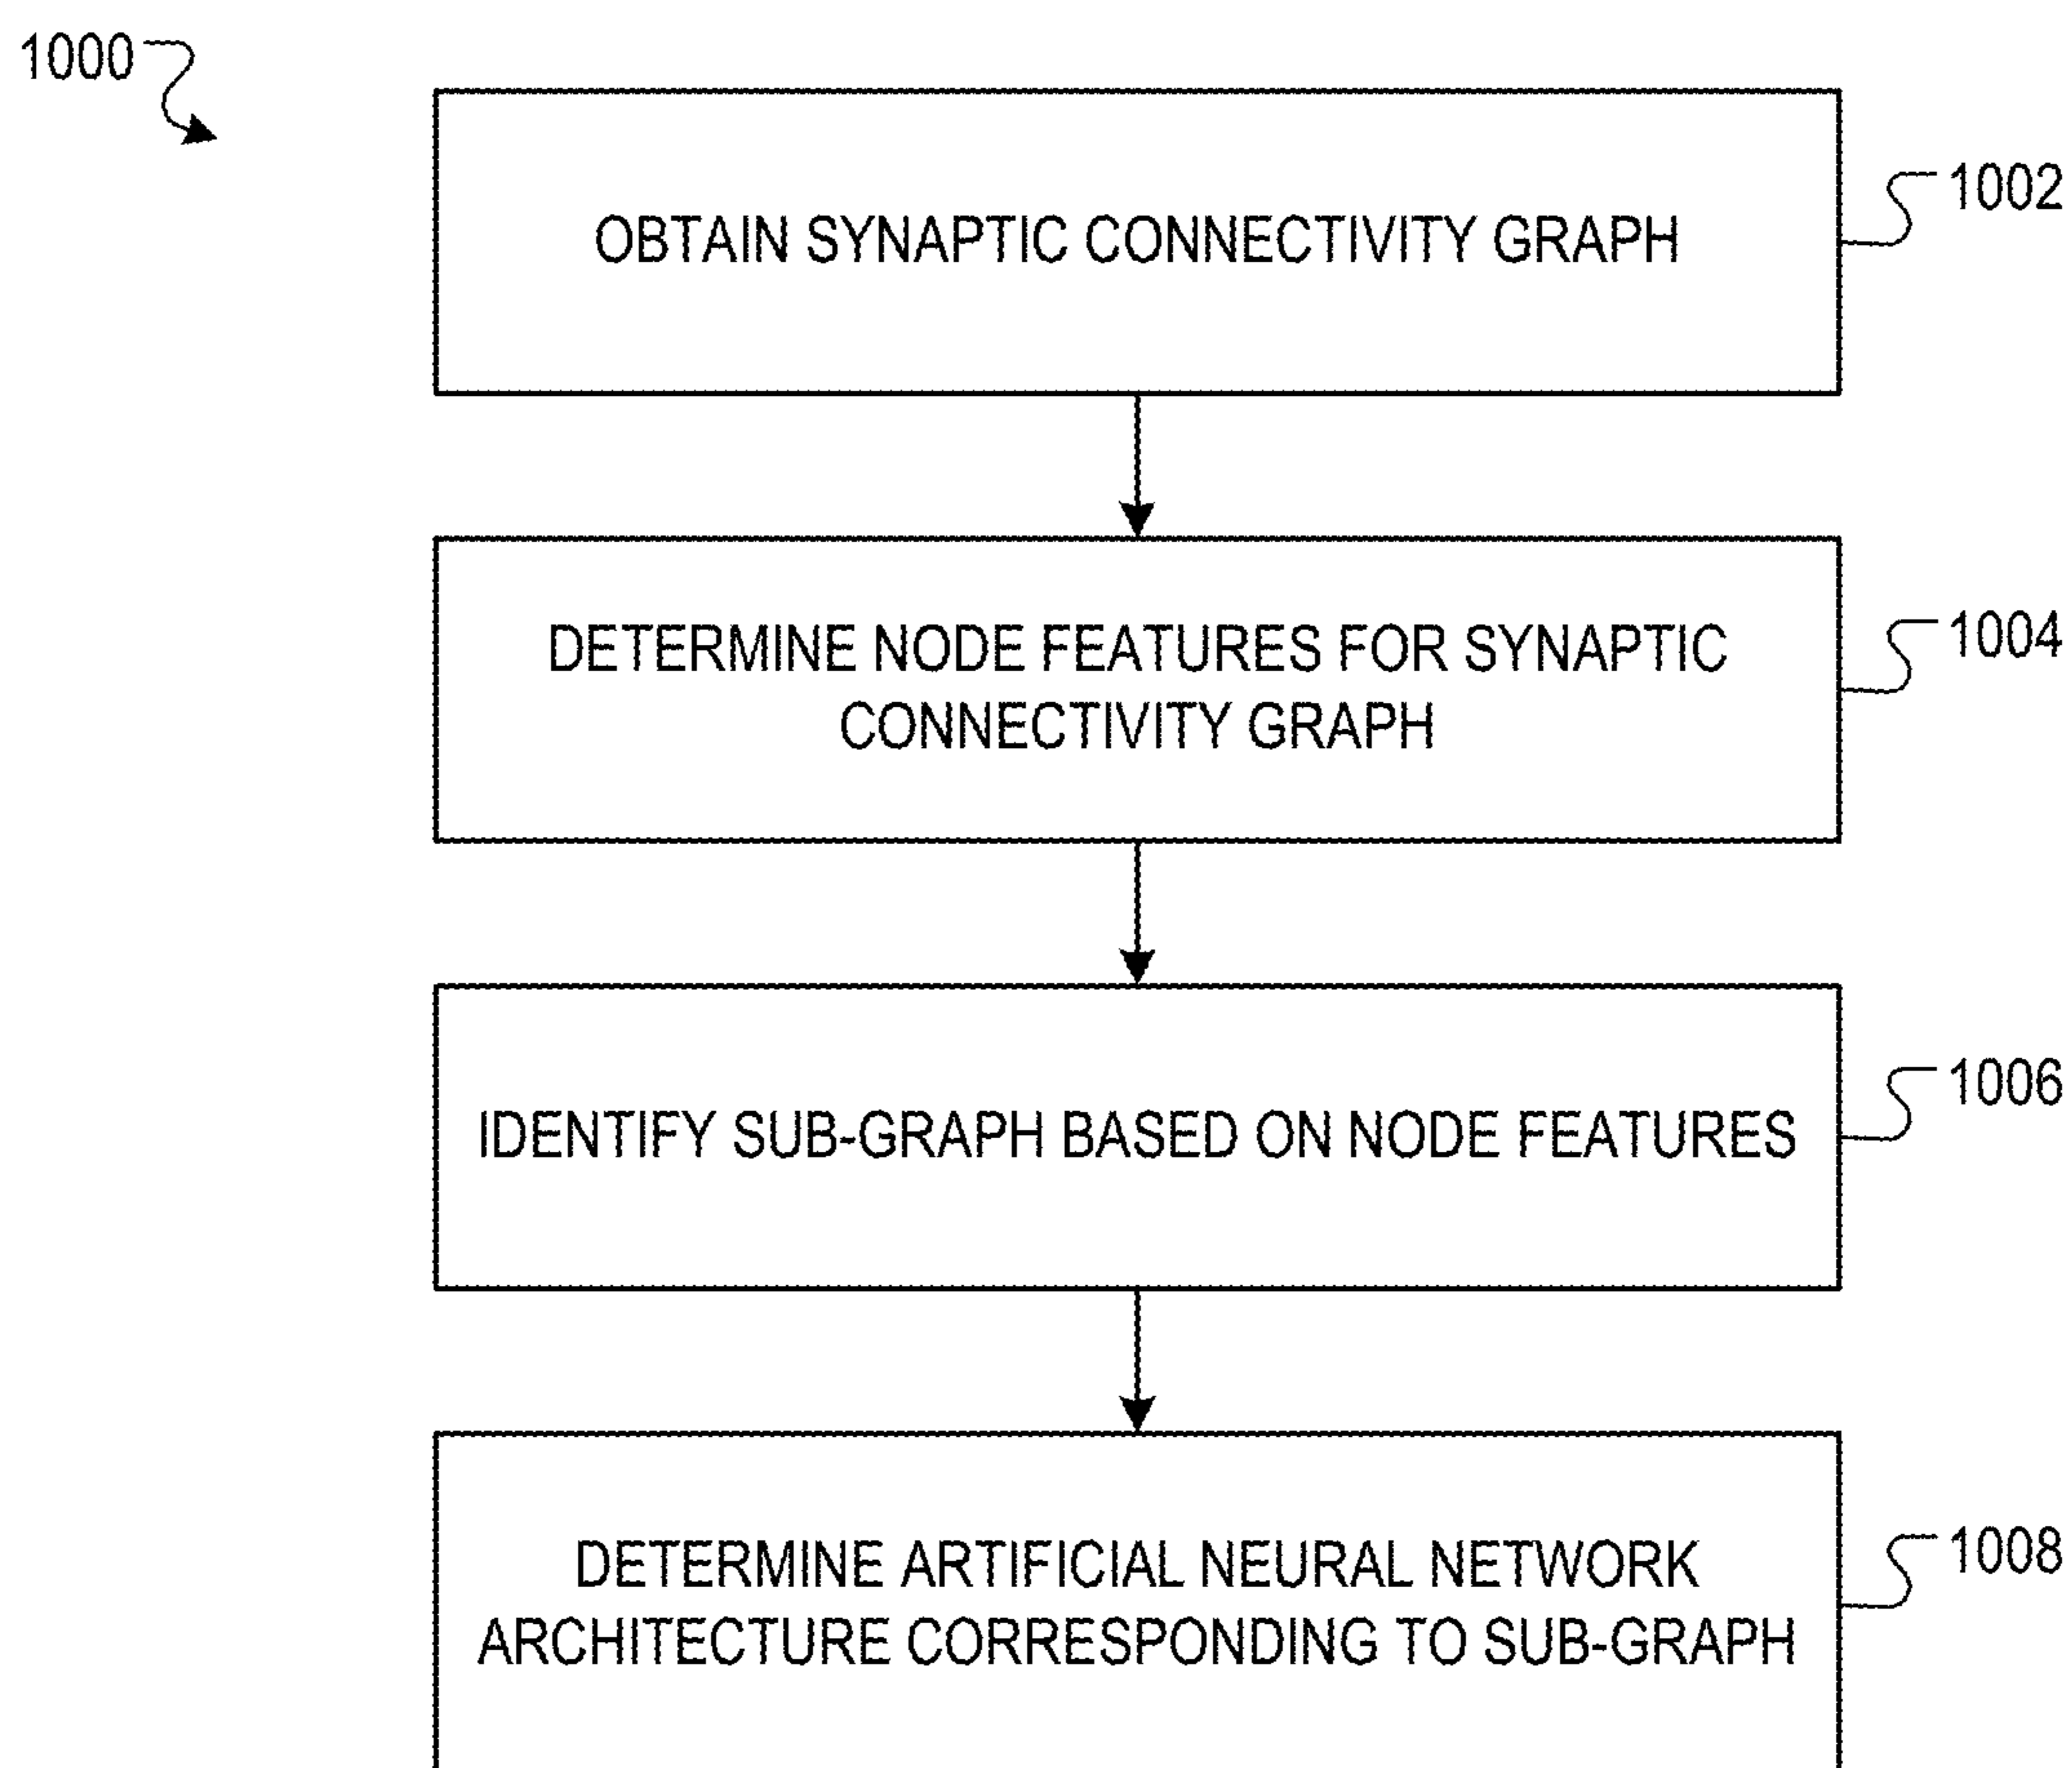 1000
OBTAIN SYNAPTIC CONNECTIVITY GRAPH
1002
DETERMINE NODE FEATURES FOR SYNAPTIC
CONNECTIVITY GRAPH
1004
IDENTIFY SUB-GRAPH BASED ON NODE FEATURES
1006
DETERMINE ARTIFICIAL NEURAL NETWORK
ARCHITECTURE CORRESPONDING TO SUB-GRAPH
1008